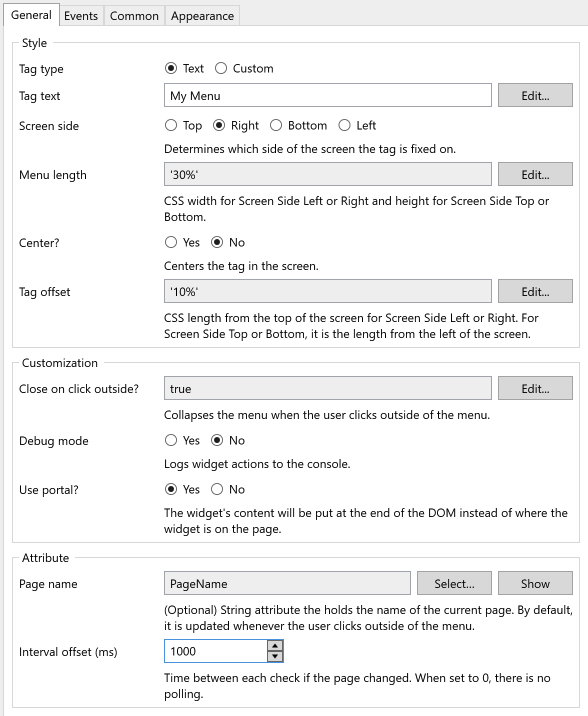 General Events Common Appearance
Style
Tag type Text Custom
Tag text My Menu Edit...
Screen side Top Right Bottom Left
Determines which side of the screen the tag is fixed on.
Menu length '30%' Edit...
CSS width for Screen Side Left or Right and height for Screen Side Top or
Bottom.
Center? Yes No
Centers the tag in the screen.
Tag offset '10%' Edit...
CSS length from the top of the screen for Screen Side Left or Right. For
Screen Side Top or Bottom, it is the length from the left of the screen.
Customization
Close on click outside? true Edit...
Collapses the menu when the user clicks outside of the menu.
Debug mode Yes No
Logs widget actions to the console.
Use portal? Yes No
The widget's content will be put at the end of the DOM instead of where the
widget is on the page.
Attribute
Page name PageName Select... Show
(Optional) String attribute the holds the name of the current page. By default,
it is updated whenever the user clicks outside of the menu.
Interval offset (ms) 1000
Time between each check if the page changed. When set to 0, there is no
polling.